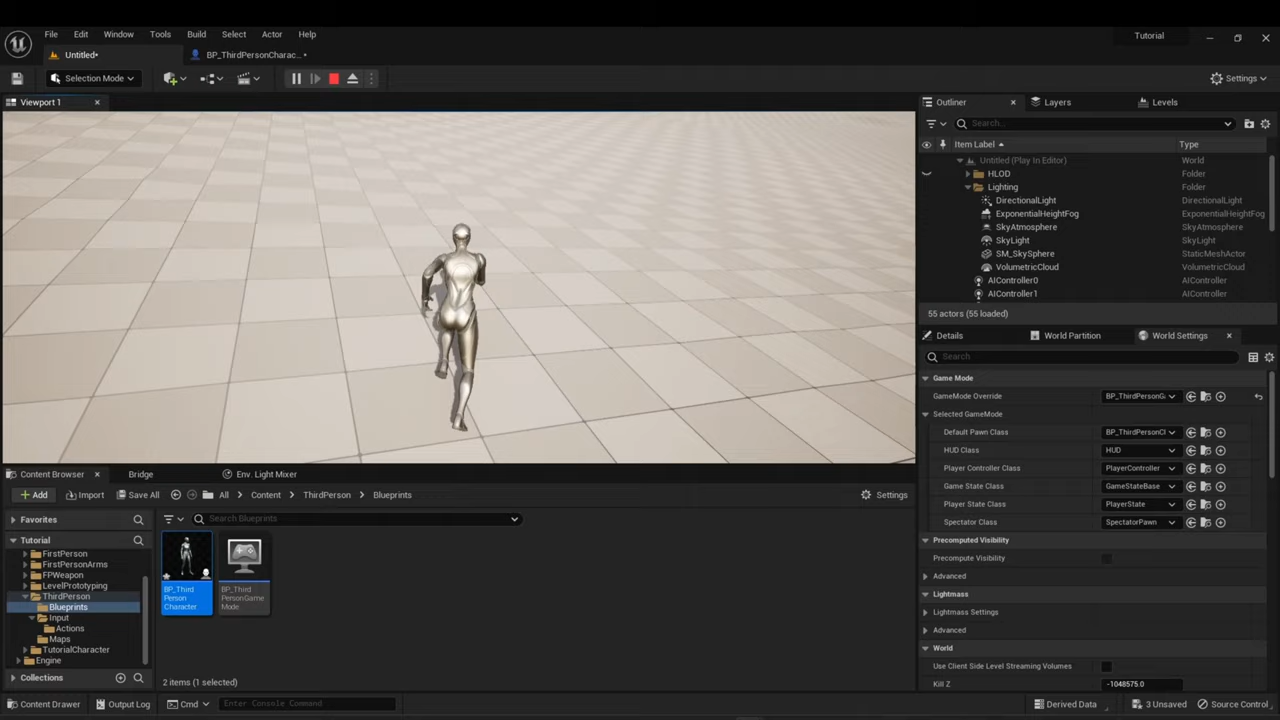 File Edit Window Tools Build Select Actor Help
Tutorial
Untitled•
BP_ThirdPersonCharac...•
Selection Mode
Settings
Viewport 1
Outliner
Layers
Levels
Search...
Item Label
Type
Untitled (Play In Editor)
World
HLOD
Folder
Lighting
Folder
DirectionalLight
DirectionalLight
ExponentialHeightFog
ExponentialHeightFog
SkyAtmosphere
SkyAtmosphere
SkyLight
SkyLight
SM_SkySphere
StaticMeshActor
VolumetricCloud
VolumetricCloud
AIController0
AIController
AIController1
AIController
55 actors (55 loaded)
Details
World Partition
World Settings
Search
Game Mode
GameMode Override
BP_ThirdPersonG
Selected GameMode
Default Pawn Class
BP_ThirdPersonCl
HUD Class
HUD
Player Controller Class
PlayerController
Game State Class
GameStateBase
Player State Class
PlayerState
Spectator Class
SpectatorPawn
Precomputed Visibility
Precompute Visibility
Advanced
Lightmass
Lightmass Settings
Advanced
World
Use Client Side Level Streaming Volumes
Kill Z
-1048575.0
Content Browser
Bridge
Env. Light Mixer
Add
Import
Save All
All
Content
ThirdPerson
Blueprints
Settings
Favorites
Search Blueprints
Tutorial
FirstPerson
FirstPersonArms
FPWeapon
LevelPrototyping
ThirdPerson
Blueprints
Input
Actions
Maps
TutorialCharacter
Engine
Collections
BP_Third
Person
Character
BP_Third
PersonGame
Mode
2 items (1 selected)
Content Drawer
Output Log
Cmd
Enter Console Command
Derived Data
3 Unsaved
Source Control